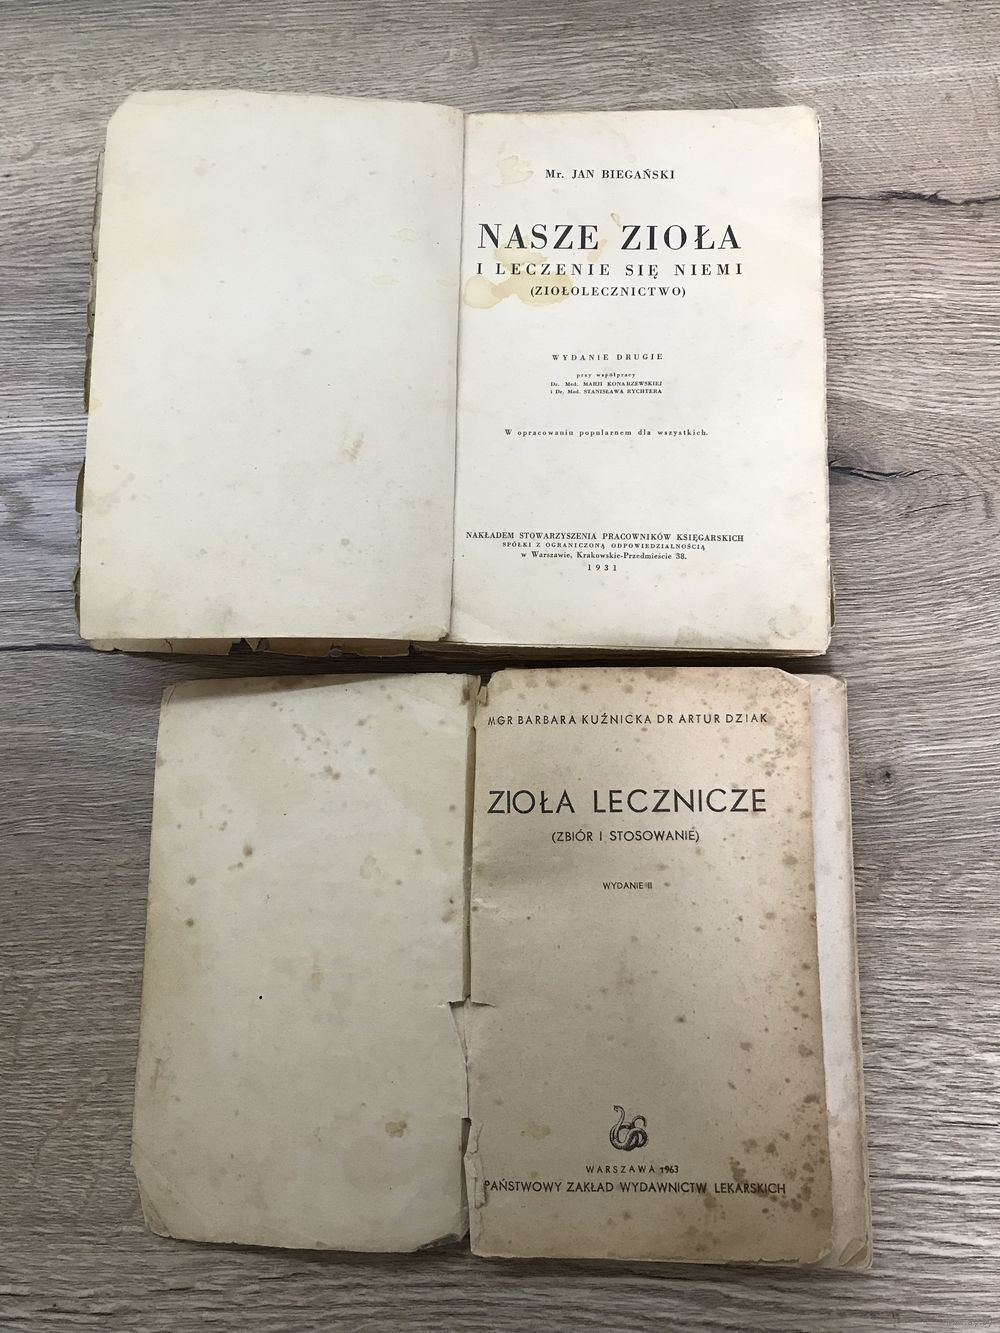 Mr. JAN BIEGAŃSKI
NASZE ZIOŁA
I LECZENIE SIĘ NIEMI
(ZIOŁOLECZNICTWO)
WYDANIE DRUGIE
przy współpracy
Dr. Med. MARJI KONARZEWSKIEJ
i Dr. Med. STANISŁAWA RYCHTERA
W opracowaniu popularnem dla wszystkich.
NAKŁADEM STOWARZYSZENIA PRACOWNIKÓW KSIĘGARSKICH
SPÓŁKI Z OGRANICZONĄ ODPOWIEDZIALNOŚCIĄ
w Warszawie, Krakowskie-Przedmieście 38.
1931
MGR BARBARA KUŹNICKA DR ARTUR DZIAK
ZIOŁA LECZNICZE
(ZBIÓR I STOSOWANIE)
WYDANIE II
WARSZAWA 1963
PAŃSTWOWY ZAKŁAD WYDAWNICTW LEKARSKICH